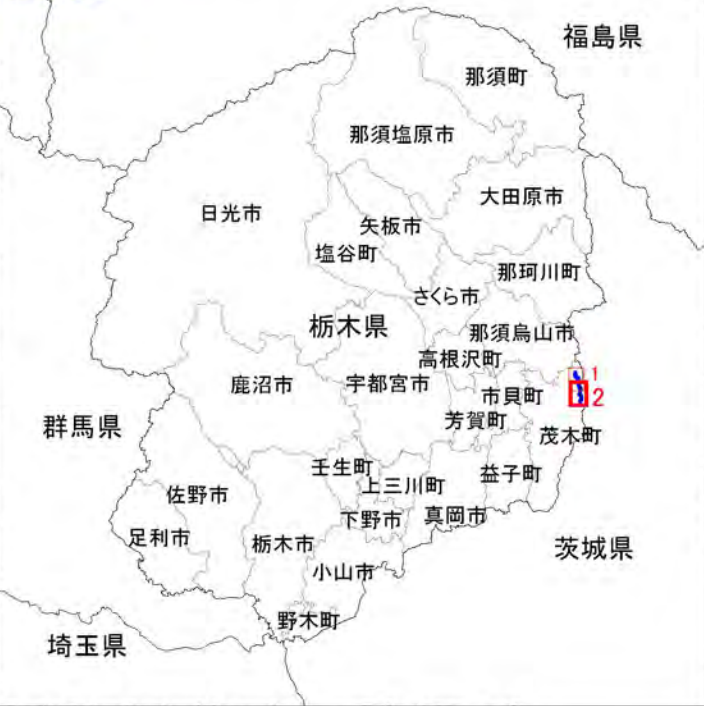 福島県
那須町
那須塩原市
大田原市
日光市
矢板市
塩谷町
那珂川町
さくら市
栃木県
那須烏山市
高根沢町
1
鹿沼市
宇都宮市
市貝町
2
芳賀町
群馬県
茂木町
壬生町
益子町
上三川町
佐野市
下野市
真岡市
足利市
栃木市
茨城県
小山市
野木町
埼玉県